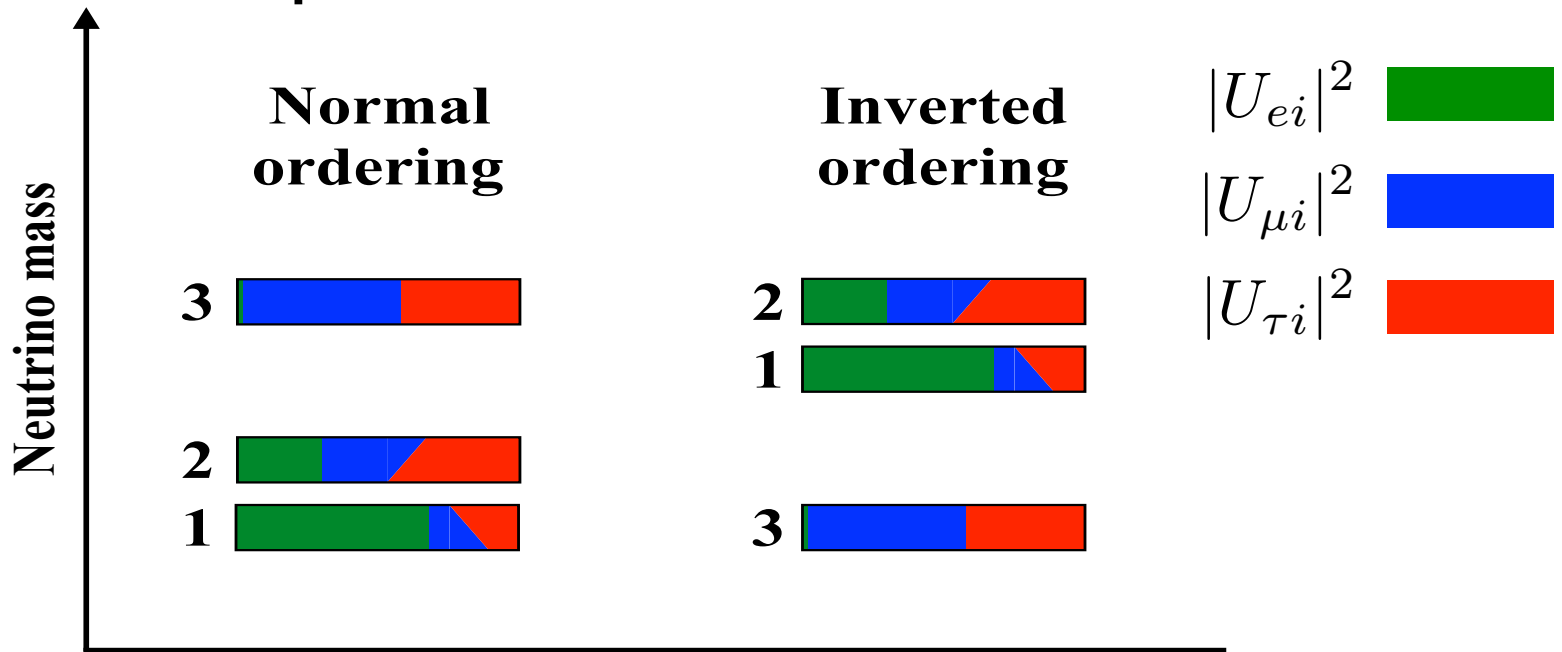 Neutrino mass
Normal
ordering
3
2
1
Inverted
ordering
2
1
3
|U_{ei}|^2
|U_{μi}|^2
|U_{τi}|^2